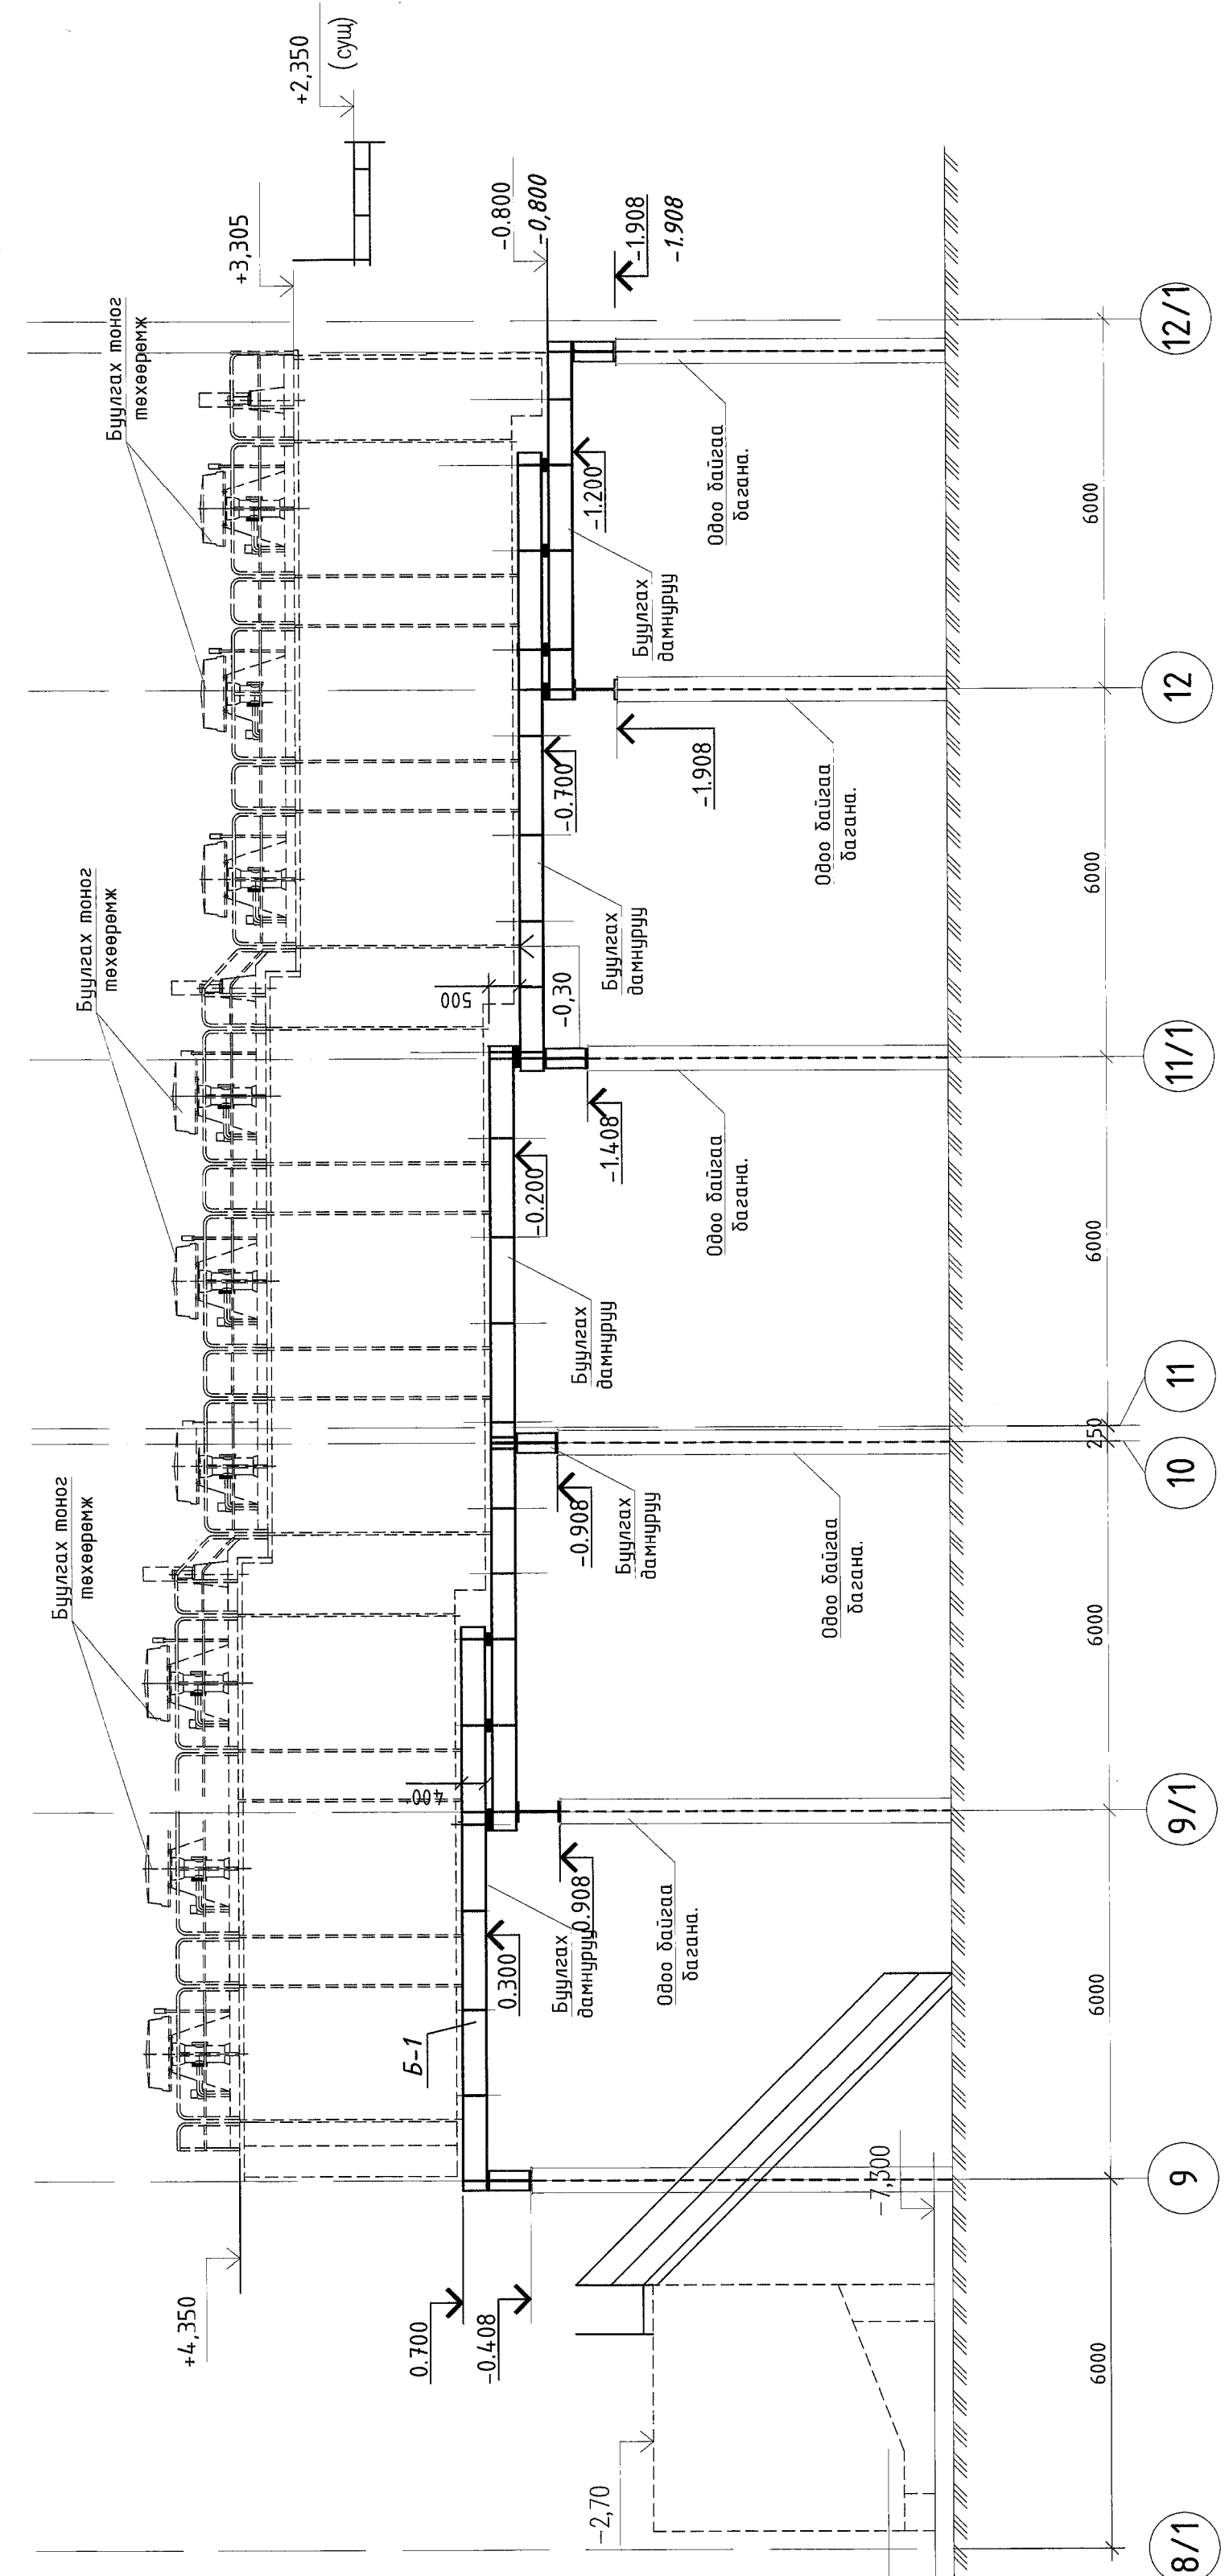 +4,350
0.700
-0.408
-2,70
-7,300
Б-1
Буулгах тоног
төхөөрөмж
Буулгах тоног
төхөөрөмж
Буулгах тоног
төхөөрөмж
400
500
0.300
Буулгах
дамнуруу
0.908
Одоо байгаа
багана.
-0.908
Буулгах
дамнуруу
Одоо байгаа
багана.
-0.200
Буулгах
дамнуруу
-1.408
Одоо байгаа
багана.
-0,30
Буулгах
дамнуруу
-0.700
-1.908
Одоо байгаа
багана.
Буулгах
дамнуруу
-1.200
Одоо байгаа
багана.
+3,305
+2,350
(сущ)
-0.800
-0,800
-1.908
-1.908
6000
6000
6000
250
6000
6000
6000
8/1
9
9/1
10
11
11/1
12
12/1